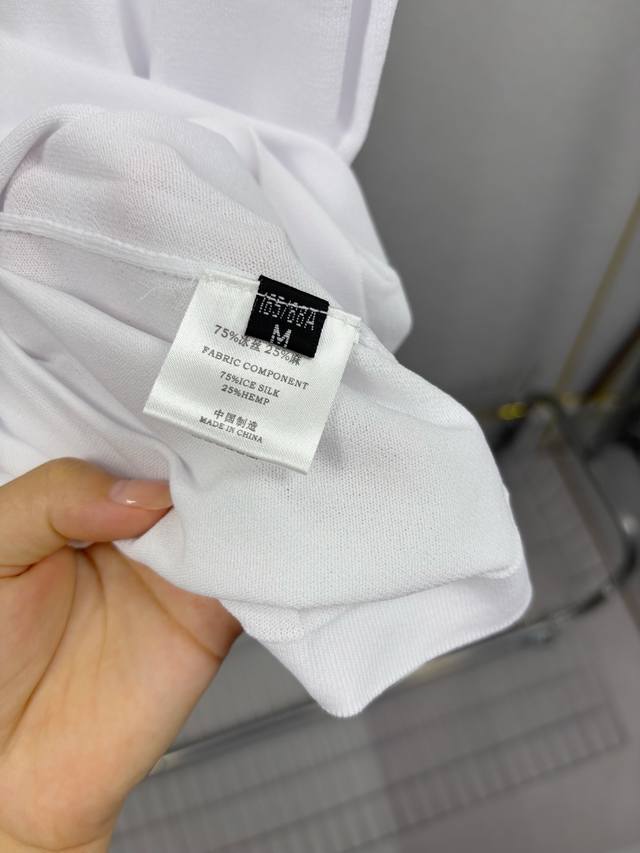 165/88A
M
75%冰丝 25%麻
FABRIC COMPONENT
75%ICE SILK
25%HEMP
中国制造
MADE IN CHINA